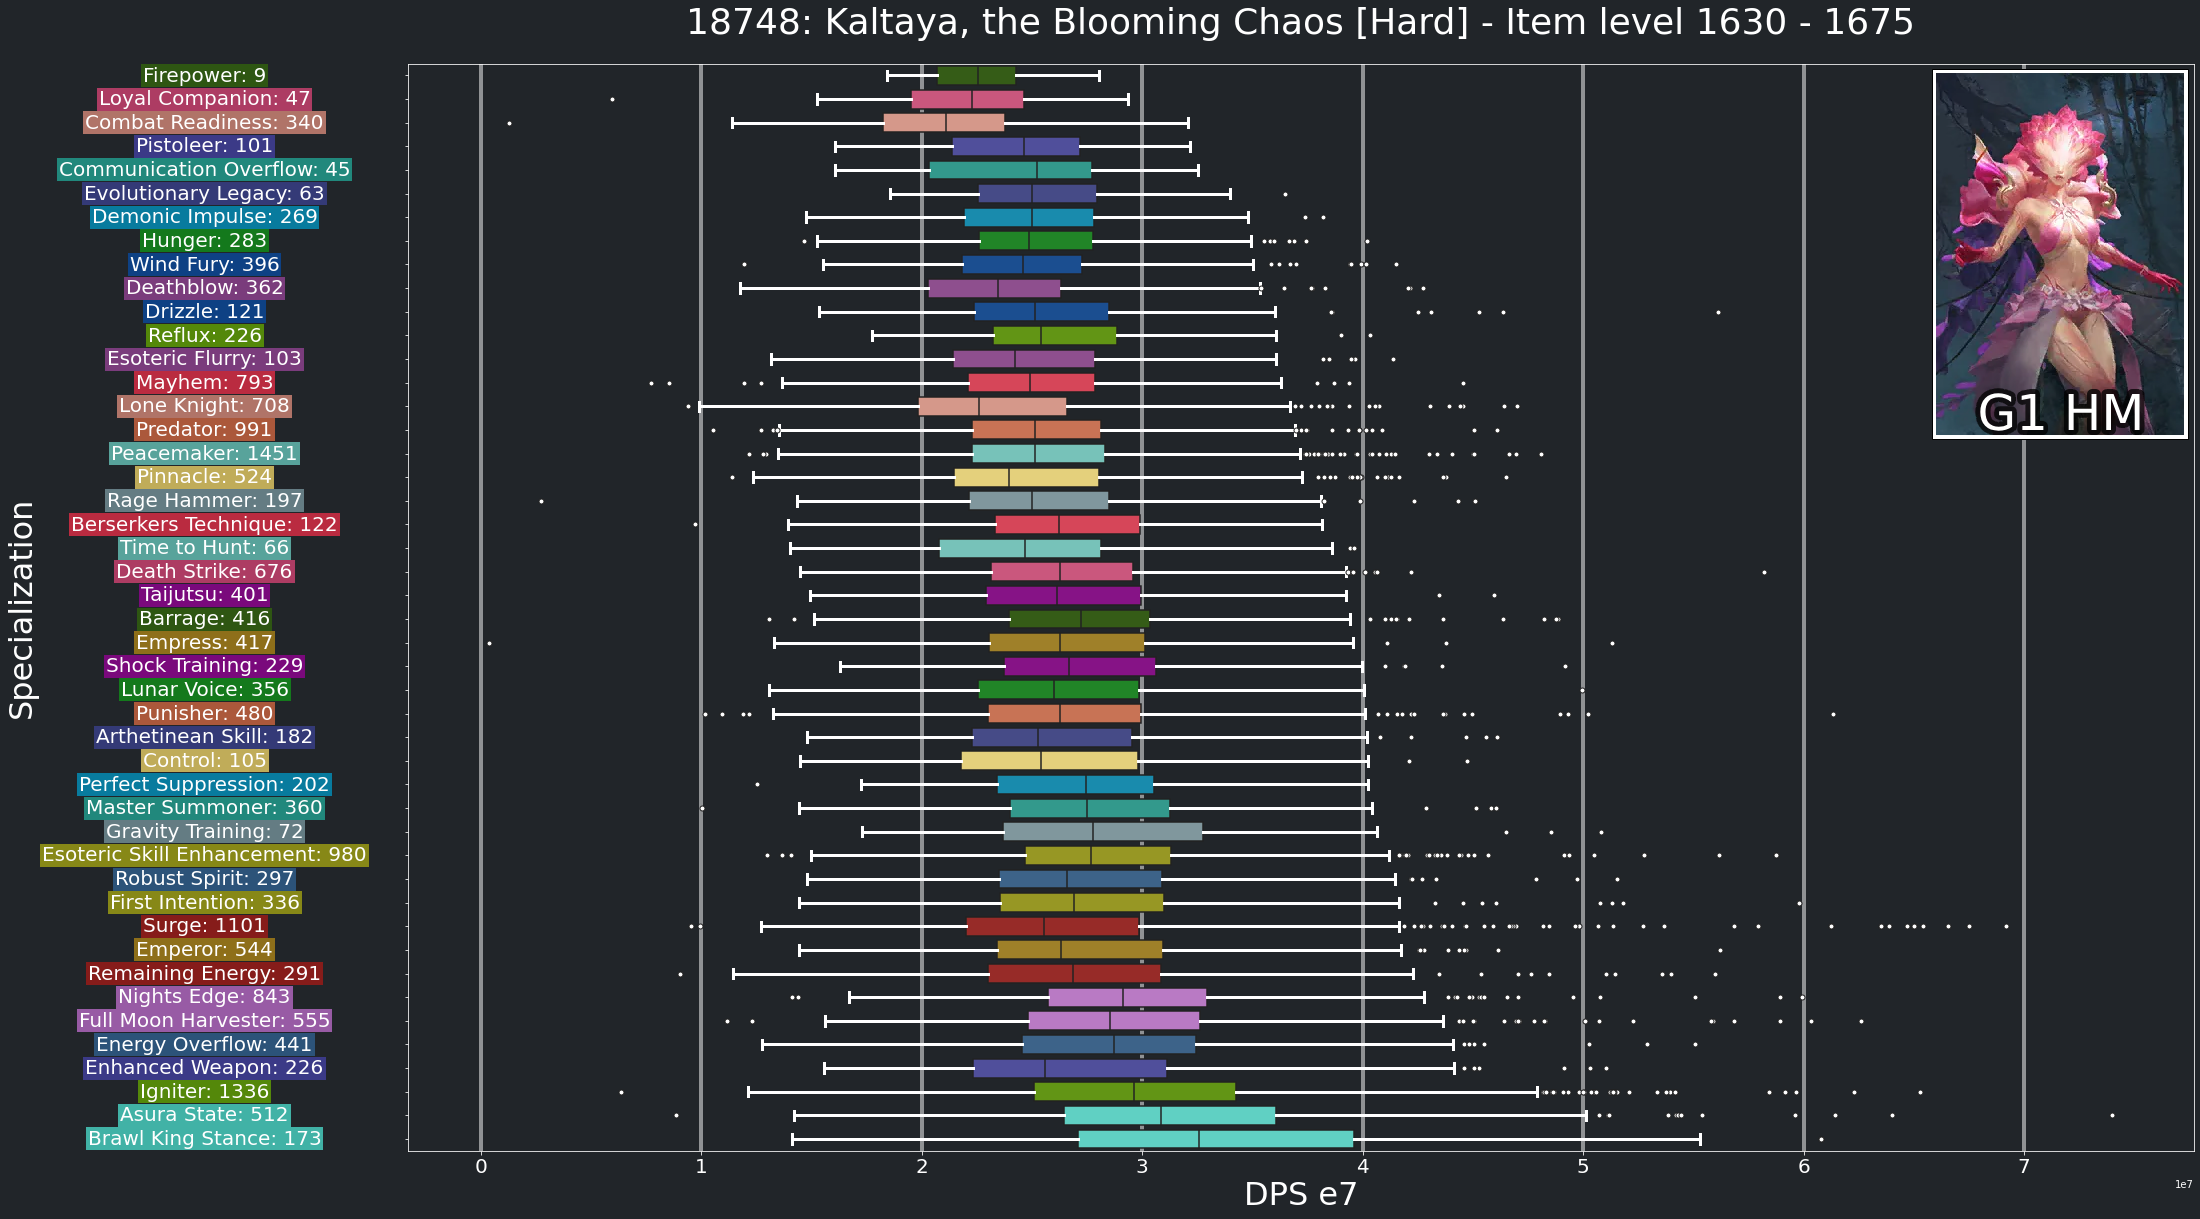 18748: Kaltaya, the Blooming Chaos [Hard] - Item level 1630 - 1675
Firepower: 9
Loyal Companion: 47
Combat Readiness: 340
Pistoleer: 101
Communication Overflow: 45
Evolutionary Legacy: 63
Demonic Impulse: 269
Hunger: 283
Wind Fury: 396
Deathblow: 362
Drizzle: 121
Reflux: 226
Esoteric Flurry: 103
Mayhem: 793
Lone Knight: 708
Predator: 991
Peacemaker: 1451
Pinnacle: 524
Rage Hammer: 197
Berserkers Technique: 122
Time to Hunt: 66
Death Strike: 676
Taijutsu: 401
Barrage: 416
Empress: 417
Shock Training: 229
Lunar Voice: 356
Punisher: 480
Arthetinean Skill: 182
Control: 105
Perfect Suppression: 202
Master Summoner: 360
Gravity Training: 72
Esoteric Skill Enhancement: 980
Robust Spirit: 297
First Intention: 336
Surge: 1101
Emperor: 544
Remaining Energy: 291
Nights Edge: 843
Full Moon Harvester: 555
Energy Overflow: 441
Enhanced Weapon: 226
Igniter: 1336
Asura State: 512
Brawl King Stance: 173
Specialization
G1 HM
0 1 2 3 4 5 6 7
DPS e7
1e7